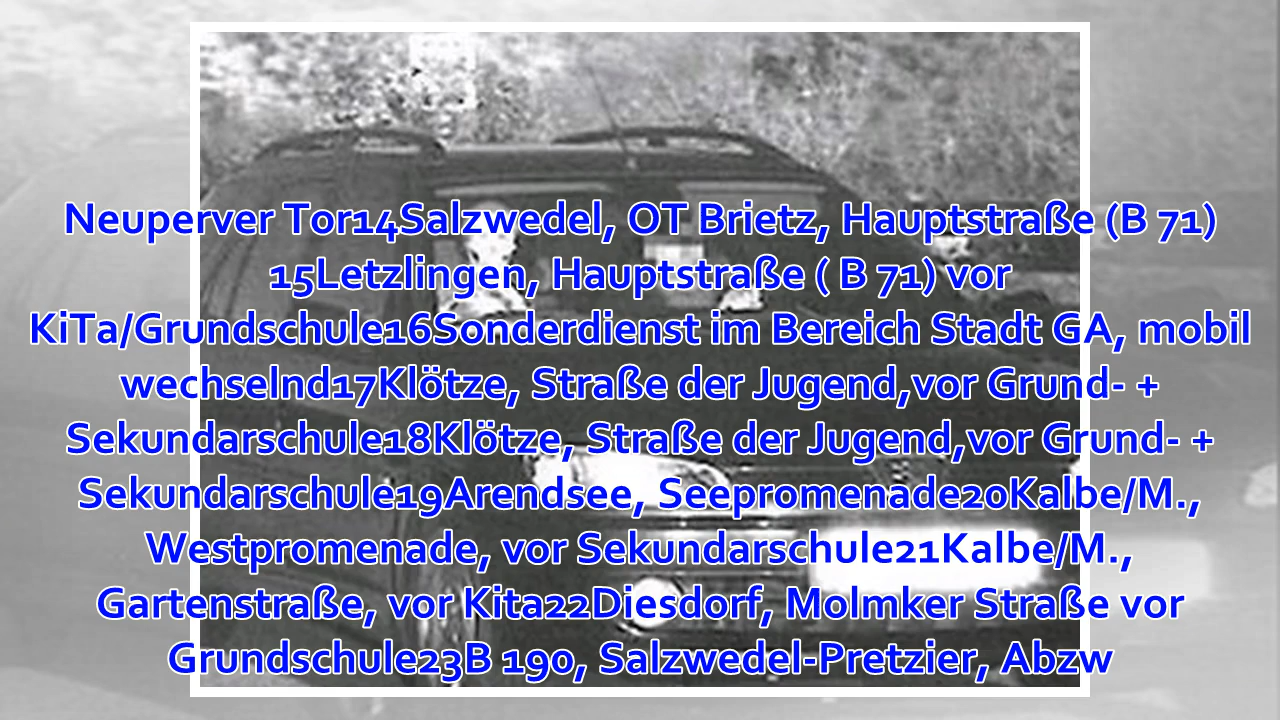 Neuperver Tor14Salzwedel, OT Brietz, Hauptstraße (B 71)
15Letzlingen, Hauptstraße ( B 71) vor
KiTa/Grundschule16Sonderdienst im Bereich Stadt GA, mobil
wechselnd17Klötze, Straße der Jugend,vor Grund- +
Sekundarschule18Klötze, Straße der Jugend,vor Grund- +
Sekundarschule19Arendsee, Seepromenade20Kalbe/M.,
Westpromenade, vor Sekundarschule21Kalbe/M.,
Gartenstraße, vor Kita22Diesdorf, Molmker Straße vor
Grundschule23B 190, Salzwedel-Pretzier, Abzw